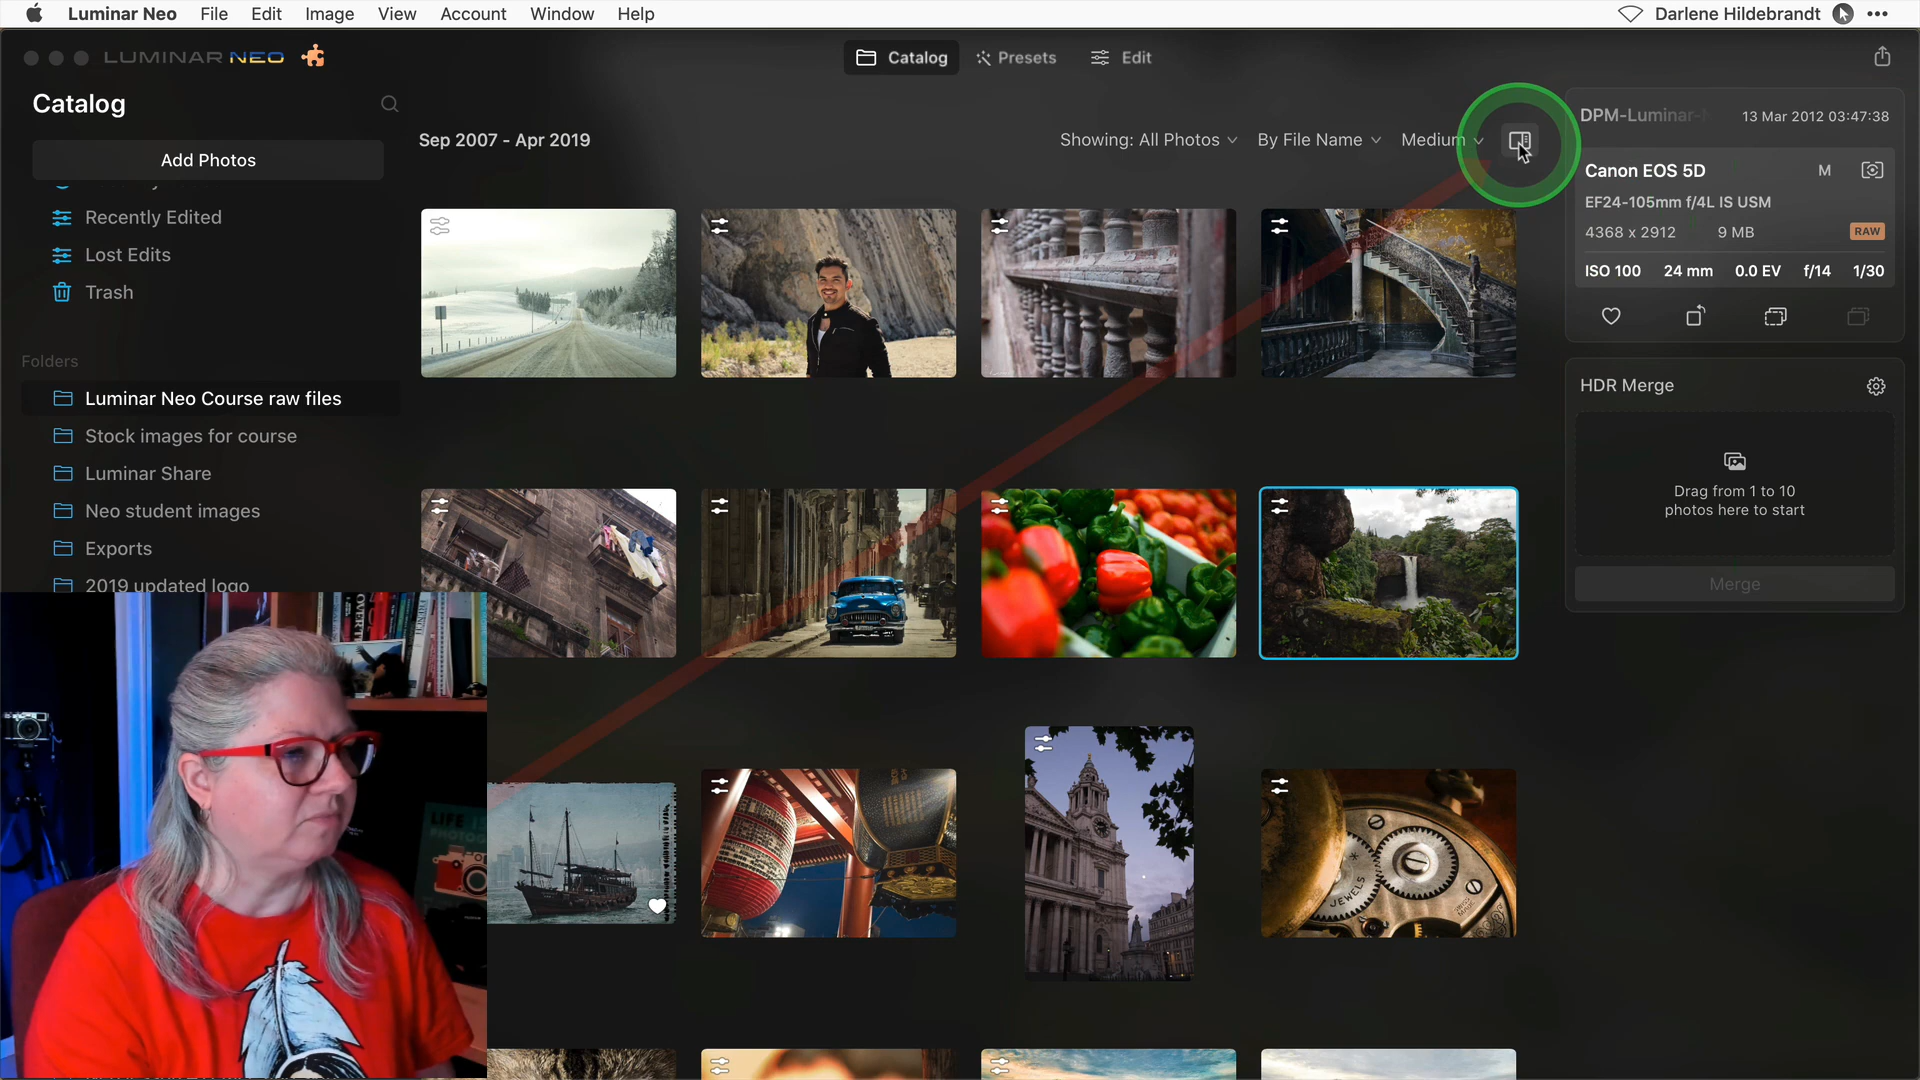 Luminar Neo File Edit Image View Account Window Help Darlene Hildebrandt
LUMINAR NEO
Catalog Presets Edit
Catalog
Add Photos
Recently Edited
Lost Edits
Trash
Folders
Luminar Neo Course raw files
Stock images for course
Luminar Share
Neo student images
Exports
2019 updated logo
Sep 2007 - Apr 2019
Showing: All Photos By File Name Medium
DPM-Luminar- 13 Mar 2012 03:47:38
Canon EOS 5D M
EF24-105mm f/4L IS USM
4368 x 2912 9 MB RAW
ISO 100 24 mm 0.0 EV f/14 1/30
HDR Merge
Drag from 1 to 10
photos here to start
Merge
JEWELS
LIFE